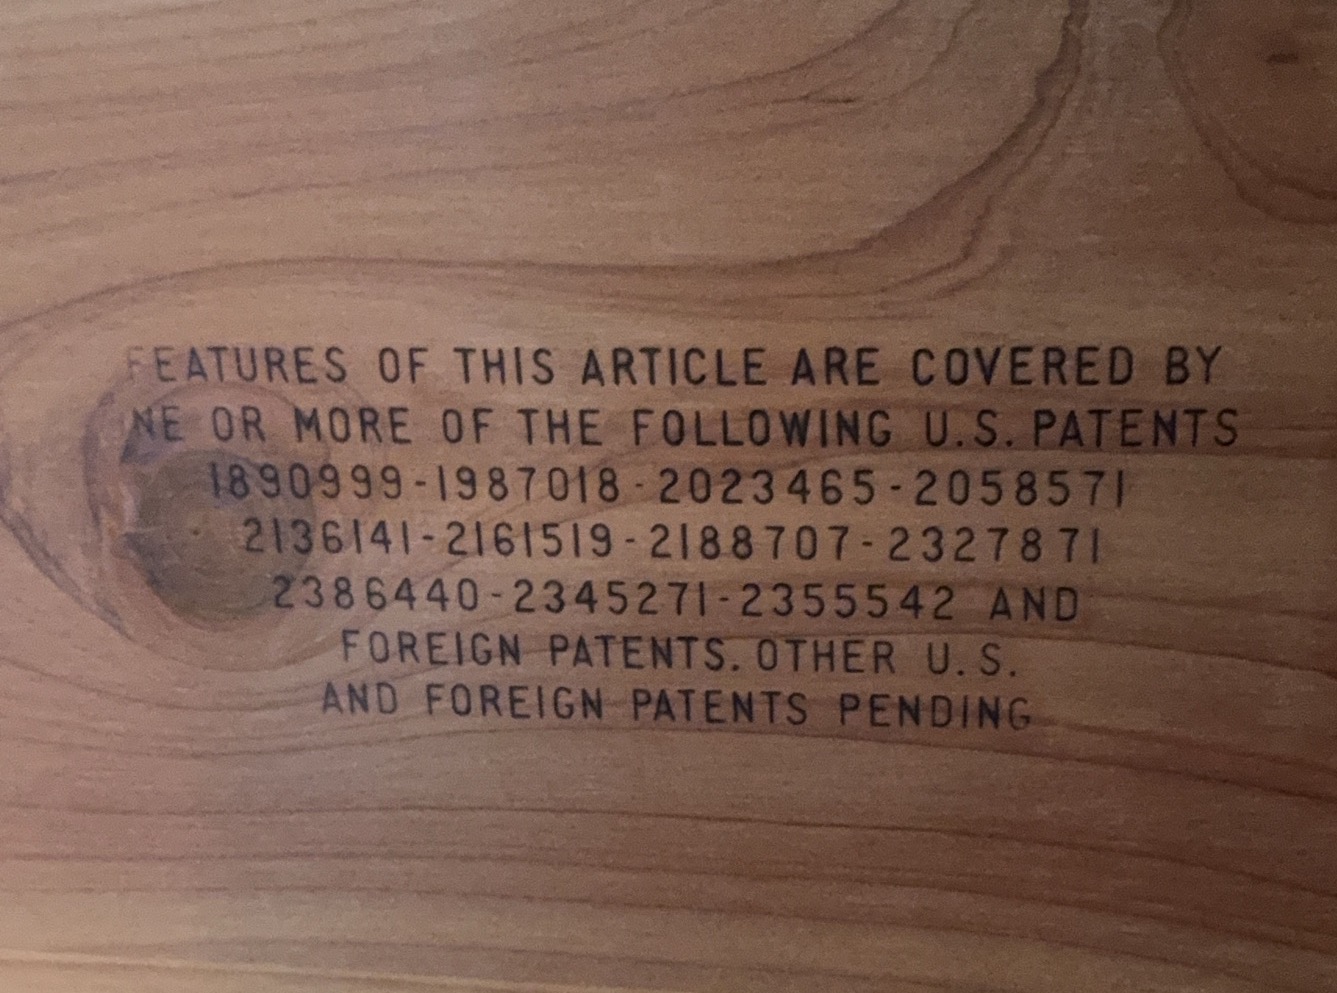 FEATURES OF THIS ARTICLE ARE COVERED BY
NE OR MORE OF THE FOLLOWING U.S. PATENTS
1890999-1987018-2023465-2058571
2136141-2161519-2188707-2327871
2386440-2345271-2355542 AND
FOREIGN PATENTS. OTHER U.S.
AND FOREIGN PATENTS PENDING